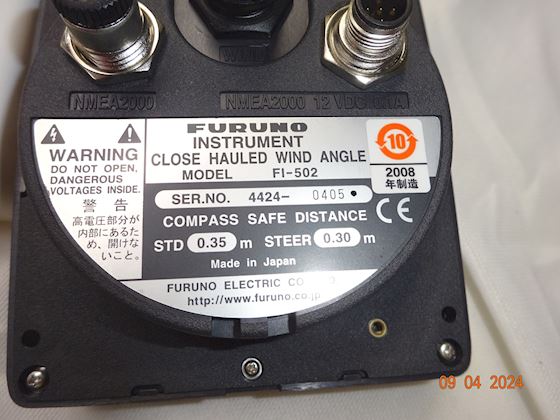 WIND
NMEA2000
NMEA2000 12 VDC 0.1A
FURUNO
INSTRUMENT
CLOSE HAULED WIND ANGLE
MODEL FI-502
SER.NO. 4424- 0405
COMPASS SAFE DISTANCE
STD 0.35 m STEER 0.30 m
Made in Japan
FURUNO ELECTRIC CO
http://www.furuno.co.jp
WARNING
DO NOT OPEN.
DANGEROUS
VOLTAGES INSIDE.
警告
高電圧部分が
内部にあるた
め、開けな
いこと。
10
2008
年制造
CE
09 04 2024